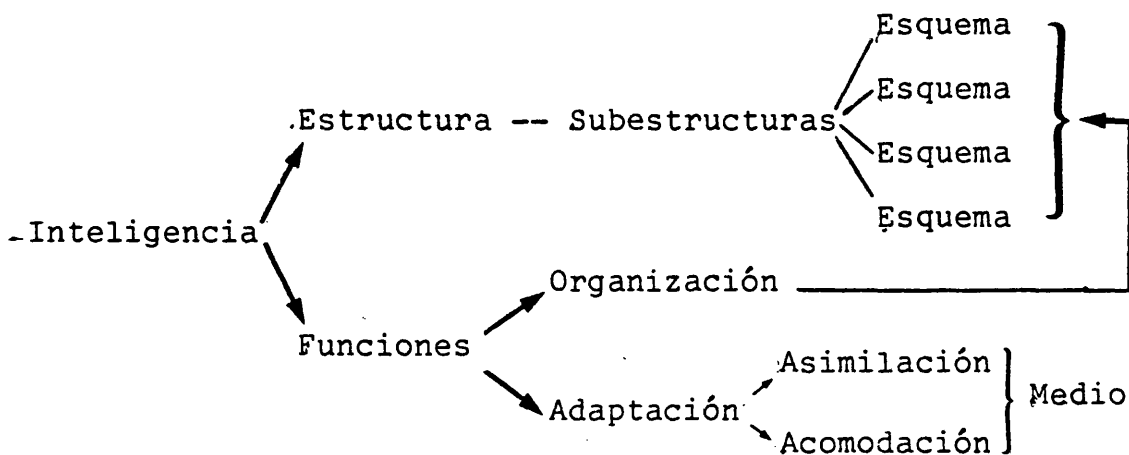 Esquema
Esquema
.Estructura -- Subestructuras
Esquema
Esquema
-Inteligencia
Organización
Funciones
Asimilación
Adaptación
Medio
Acomodación